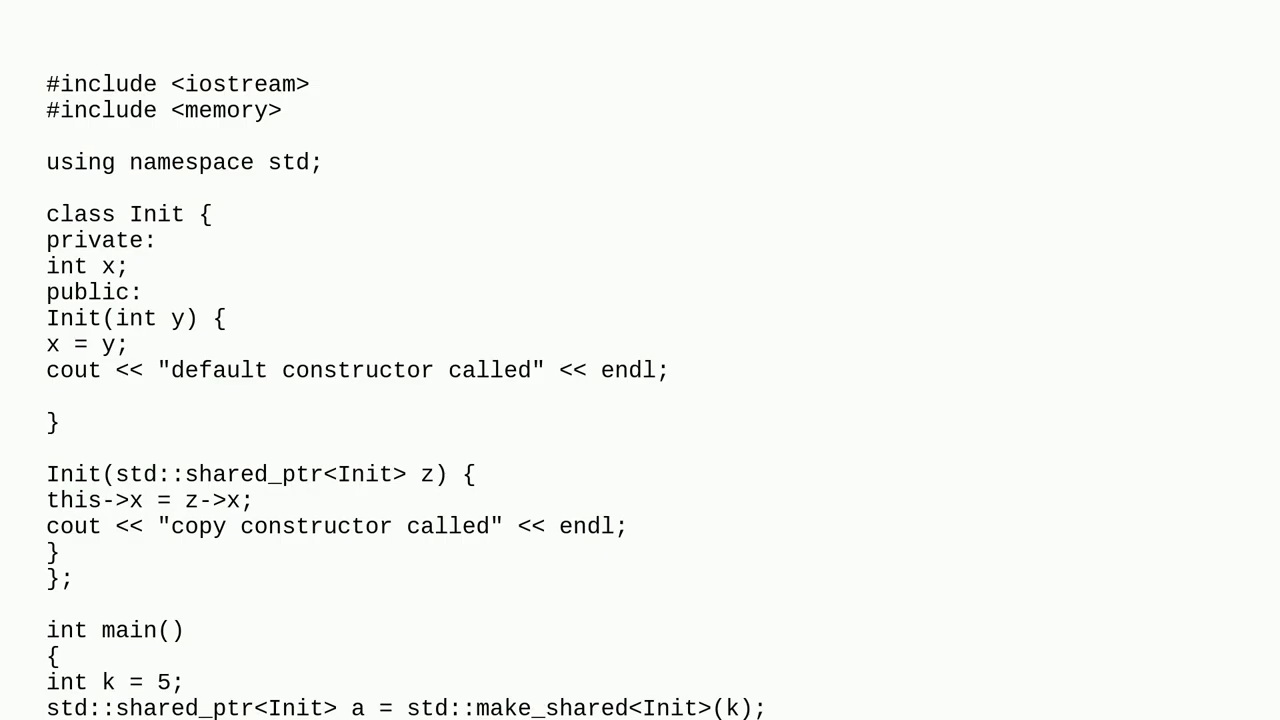 #include <iostream>
#include <memory>
using namespace std;
class Init {
private:
int x;
public:
Init(int y) {
x = y;
cout << "default constructor called" << endl;
}
Init(std::shared_ptr<Init> z) {
this->x = z->x;
cout << "copy constructor called" << endl;
}
};
int main()
{
int k = 5;
std::shared_ptr<Init> a = std::make_shared<Init>(k);